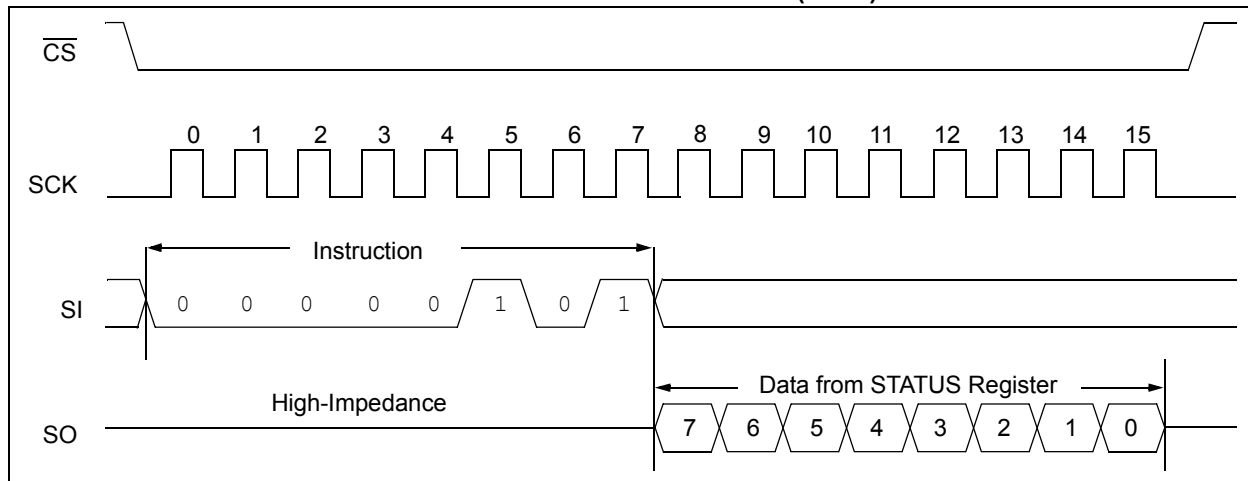 CS
0 1 2 3 4 5 6 7 8 9 10 11 12 13 14 15
SCK
Instruction
SI 0 0 0 0 0 1 0 1
Data from STATUS Register
High-Impedance
SO 7 6 5 4 3 2 1 0